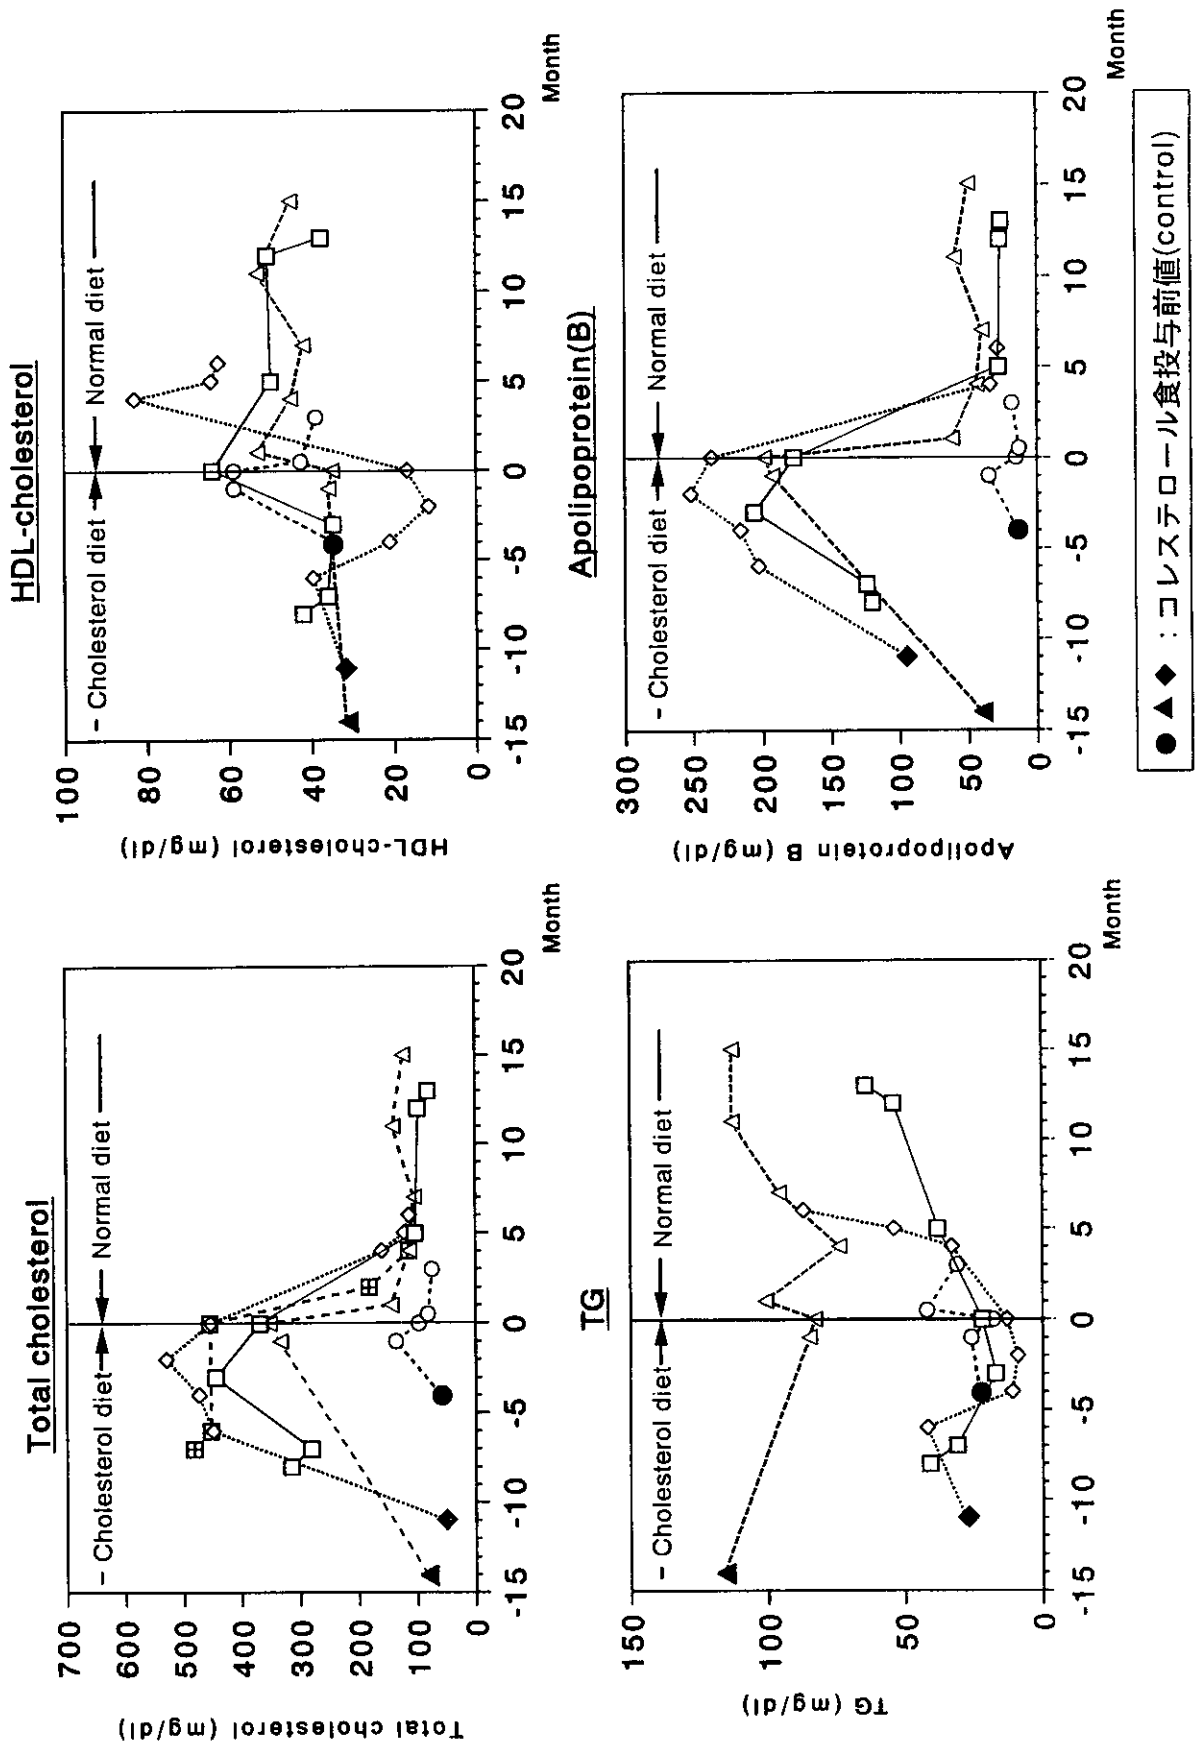 Total cholesterol
Total cholesterol (mg/dl)
700
600
500
400
300
200
100
0
Cholesterol diet
Normal diet
-15
-10
-5
0
5
10
15
20
Month
HDL-cholesterol
HDL-cholesterol (mg/dl)
100
80
60
40
20
0
Cholesterol diet
Normal diet
-15
-10
-5
0
5
10
15
20
Month
TG
TG (mg/dl)
150
100
50
0
Cholesterol diet
Normal diet
-15
-10
-5
0
5
10
15
20
Month
Apolipoprotein(B)
Apolipoprotein B (mg/dl)
300
250
200
150
100
50
0
Cholesterol diet
Normal diet
-15
-10
-5
0
5
10
15
20
Month
● ▲ ◆ : コレステロール食投与前値(control)